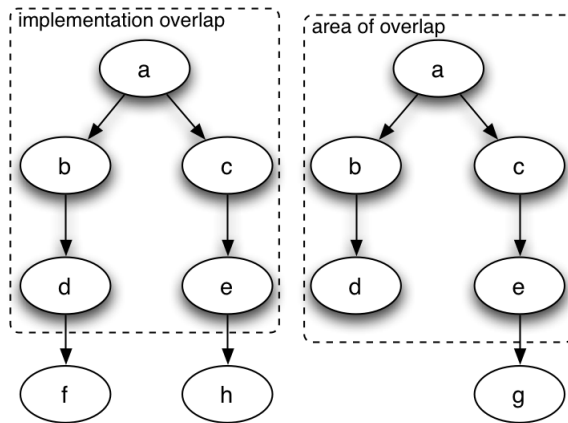 implementation overlap
area of overlap
a
a
b
c
b
c
d
e
d
e
f
h
g